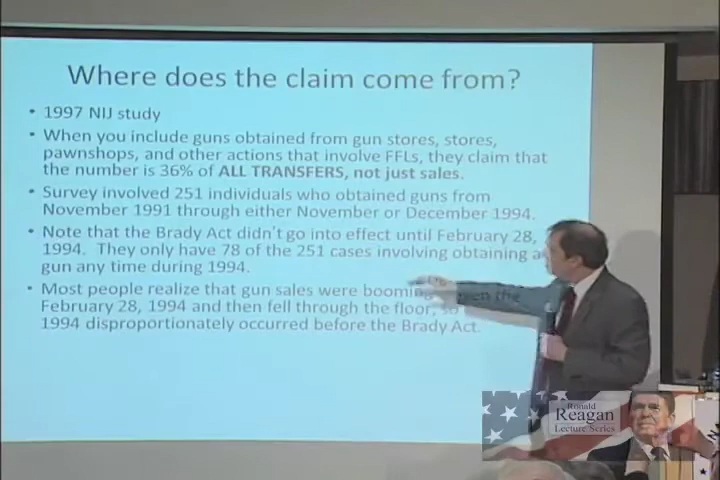 Where does the claim come from?
• 1997 NIJ study
• When you include guns obtained from gun stores, stores,
pawnshops, and other actions that involve FFLs, they claim that
the number is 36% of ALL TRANSFERS, not just sales.
• Survey involved 251 individuals who obtained guns from
November 1991 through either November or December 1994.
• Note that the Brady Act didn't go into effect until February 28,
1994. They only have 78 of the 251 cases involving obtaining a
gun any time during 1994.
• Most people realize that gun sales were booming the
February 28, 1994 and then fell through the floor, so
1994 disproportionately occurred before the Brady Act.
Ronald
Reagan
Lecture Series